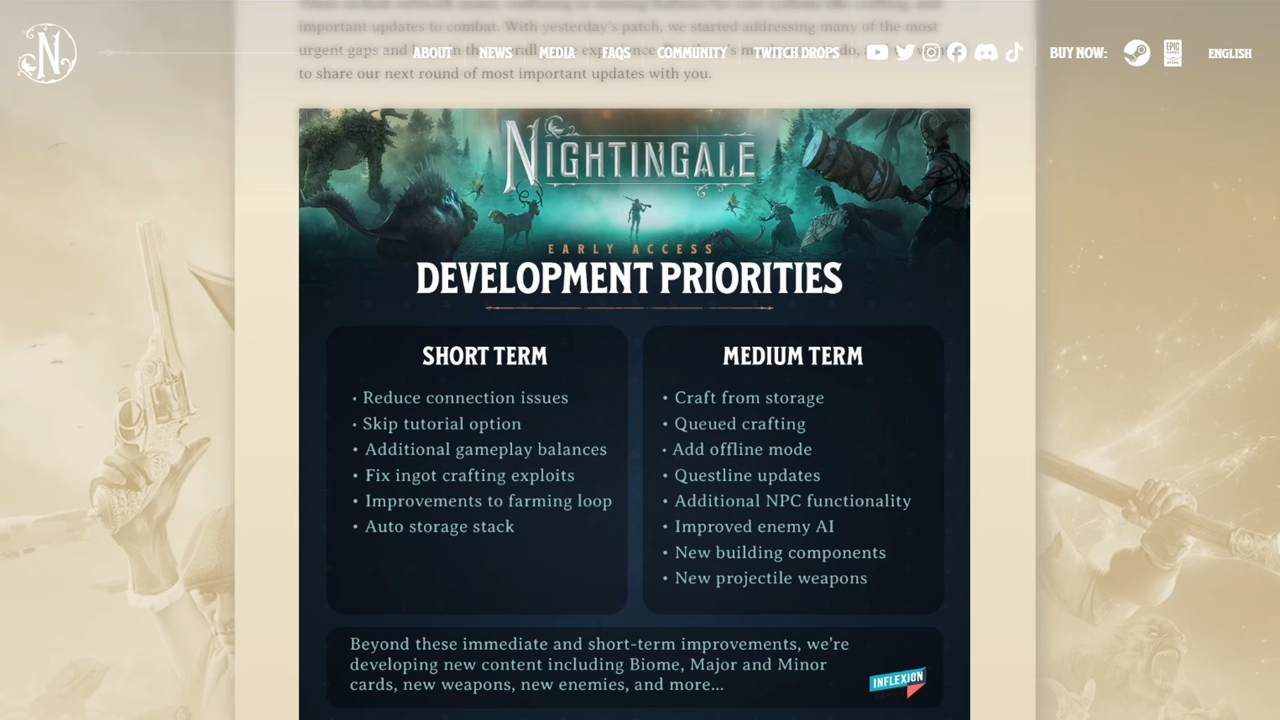 important updates to combat. With yesterday's patch, we started addressing many of the most
ABOUT NEWS MEDIA FAQS COMMUNITY TWITCH DROPS BUY NOW: EPIC GAMES ENGLISH
urgent gaps and
to share our next round of most important updates with you.
NIGHTINGALE
EARLY ACCESS
DEVELOPMENT PRIORITIES
SHORT TERM
• Reduce connection issues
• Skip tutorial option
• Additional gameplay balances
• Fix ingot crafting exploits
• Improvements to farming loop
• Auto storage stack
MEDIUM TERM
• Craft from storage
• Queued crafting
• Add offline mode
• Questline updates
• Additional NPC functionality
• Improved enemy AI
• New building components
• New projectile weapons
Beyond these immediate and short-term improvements, we're
developing new content including Biome, Major and Minor
cards, new weapons, new enemies, and more...
INFLEXION